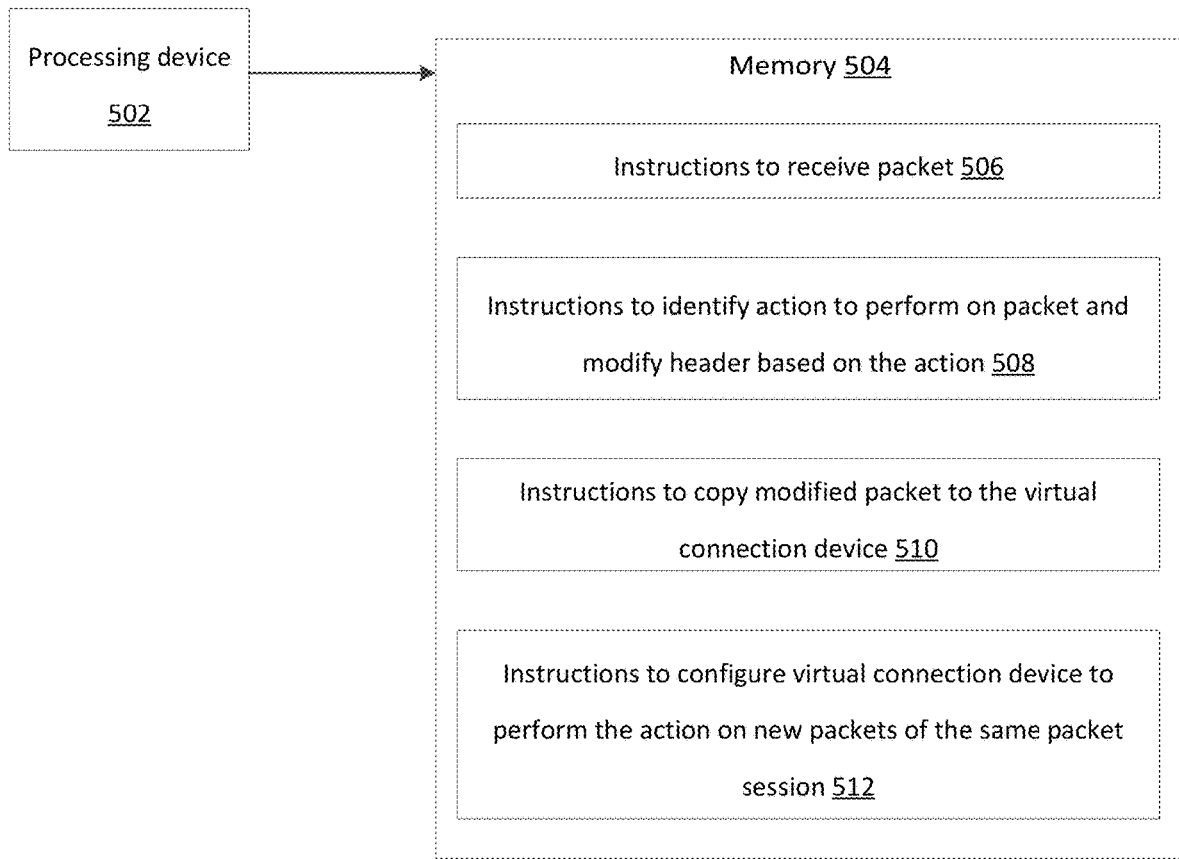 Processing device
502
Memory 504
Instructions to receive packet 506
Instructions to identify action to perform on packet and
modify header based on the action 508
Instructions to copy modified packet to the virtual
connection device 510
Instructions to configure virtual connection device to
perform the action on new packets of the same packet
session 512